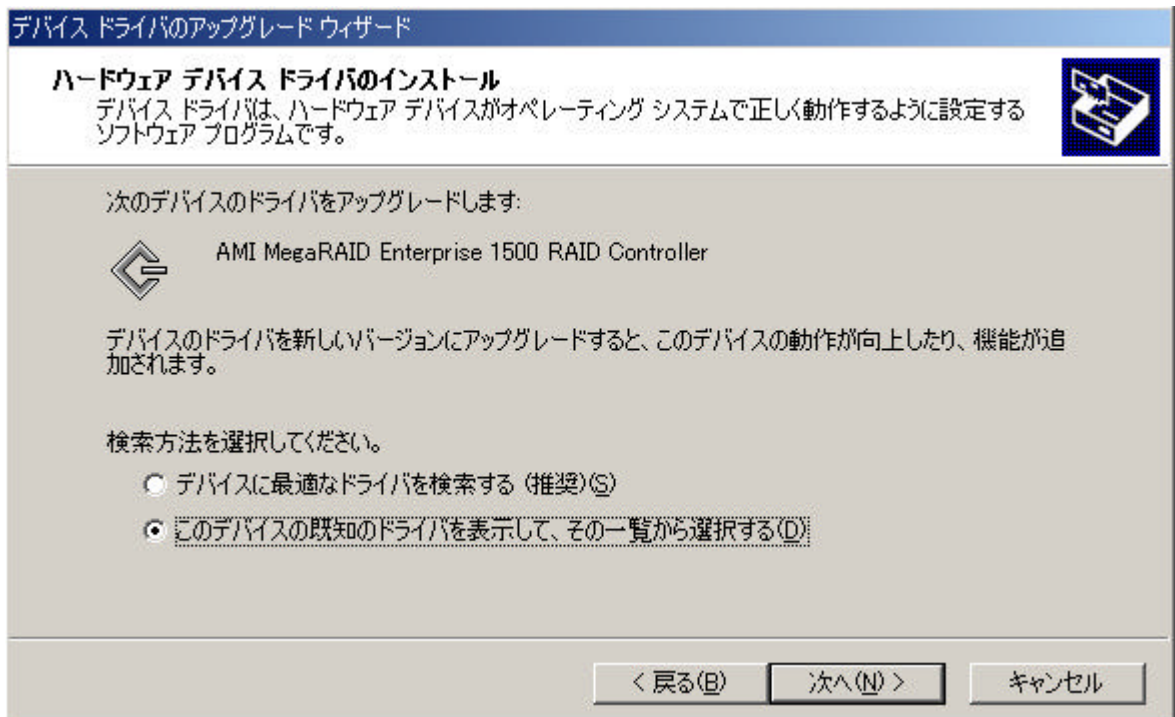 デバイス ドライバのアップグレード ウィザード
ハードウェア デバイス ドライバのインストール
デバイス ドライバは、ハードウェア デバイスがオペレーティング システムで正しく動作するように設定する
ソフトウェア プログラムです。
次のデバイスのドライバをアップグレードします:
AMI MegaRAID Enterprise 1500 RAID Controller
デバイスのドライバを新しいバージョンにアップグレードすると、このデバイスの動作が向上したり、機能が追
加されます。
検索方法を選択してください。
デバイスに最適なドライバを検索する (推奨)(S)
このデバイスの既知のドライバを表示して、その一覧から選択する(D)
< 戻る(B) 次へ(N) > キャンセル